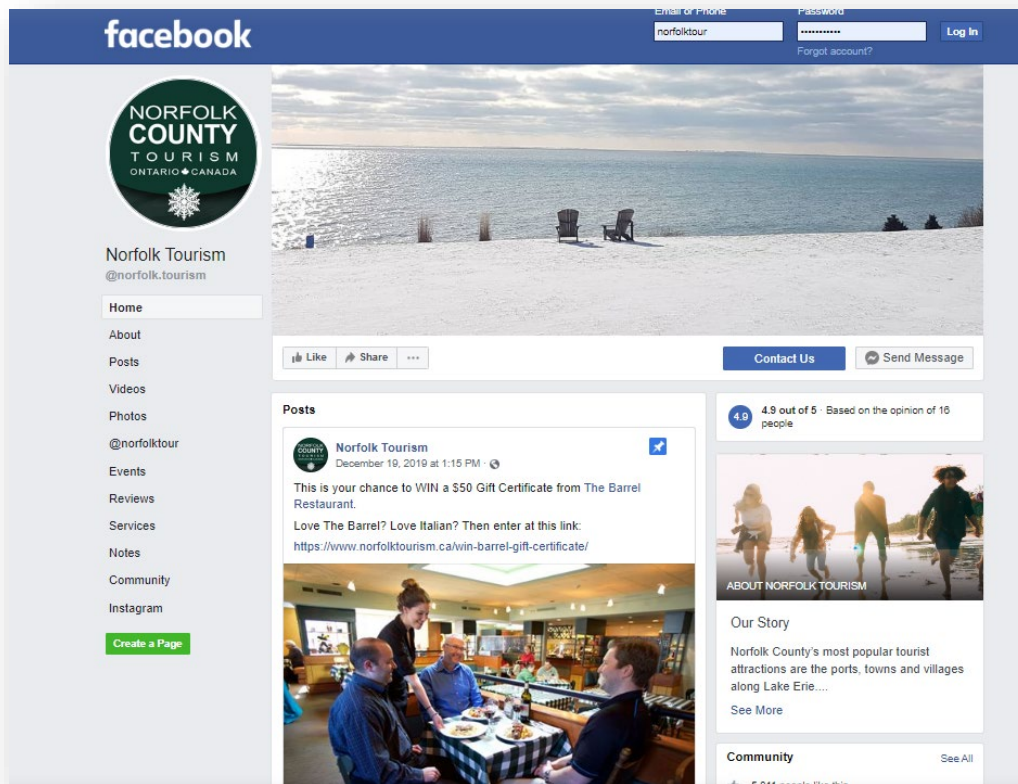 facebook
Email or Phone
Password
norfolktour
Log In
Forgot account?
NORFOLK
COUNTY
TOURISM
ONTARIO CANADA
Norfolk Tourism
@norfolk.tourism
Home
About
Posts
Videos
Photos
@norfolktour
Events
Reviews
Services
Notes
Community
Instagram
Create a Page
Like
Share
Contact Us
Send Message
Posts
Norfolk Tourism
December 19, 2019 at 1:15 PM ·
This is your chance to WIN a $50 Gift Certificate from The Barrel
Restaurant.
Love The Barrel? Love Italian? Then enter at this link:
https://www.norfolktourism.ca/win-barrel-gift-certificate/
4.9
4.9 out of 5 · Based on the opinion of 16
people
ABOUT NORFOLK TOURISM
Our Story
Norfolk County's most popular tourist
attractions are the ports, towns and villages
along Lake Erie....
See More
Community
See All
people like this